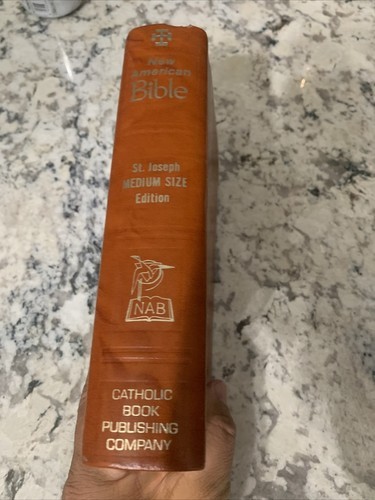 New
American
Bible
St. Joseph
MEDIUM SIZE
Edition
NAB
CATHOLIC
BOOK
PUBLISHING
COMPANY